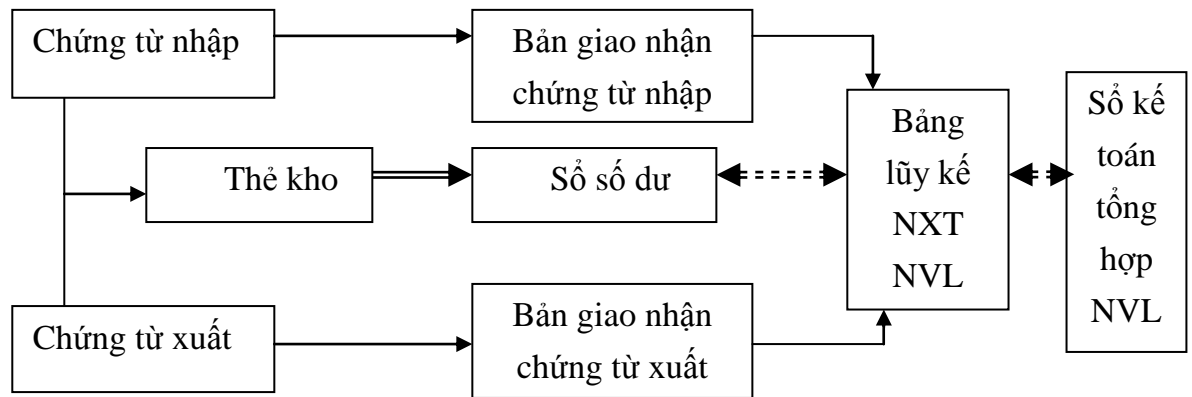 Chứng từ nhập
Bản giao nhận
chứng từ nhập
Thẻ kho
Sổ số dư
Bảng
lũy kế
NXT
NVL
Sổ kế
toán
tổng
hợp
NVL
Chứng từ xuất
Bản giao nhận
chứng từ xuất